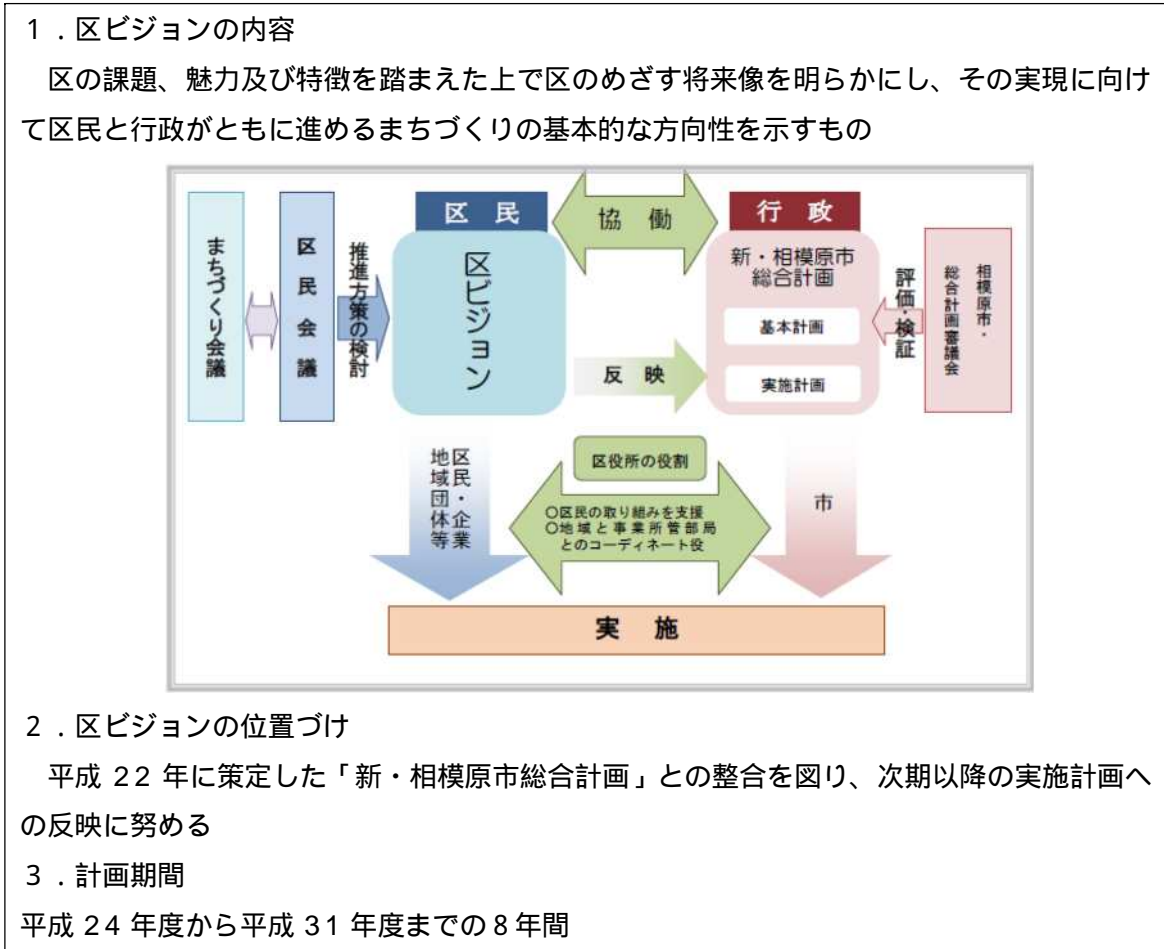 １．区ビジョンの内容
区の課題、魅力及び特徴を踏まえた上で区のめざす将来像を明らかにし、その実現に向け
て区民と行政がともに進めるまちづくりの基本的な方向性を示すもの
まちづくり会議
区民会議
推進方策の検討
区民
区ビジョン
協働
反映
行政
新・相模原市
総合計画
基本計画
実施計画
評価・検証
相模原市・
総合計画審議会
区民・企業
地域団体等
区役所の役割
○区民の取り組みを支援
○地域と事業所管部局
とのコーディネート役
市
実施
２．区ビジョンの位置づけ
平成 22 年に策定した「新・相模原市総合計画」との整合を図り、次期以降の実施計画へ
の反映に努める
３．計画期間
平成 24 年度から平成 31 年度までの８年間